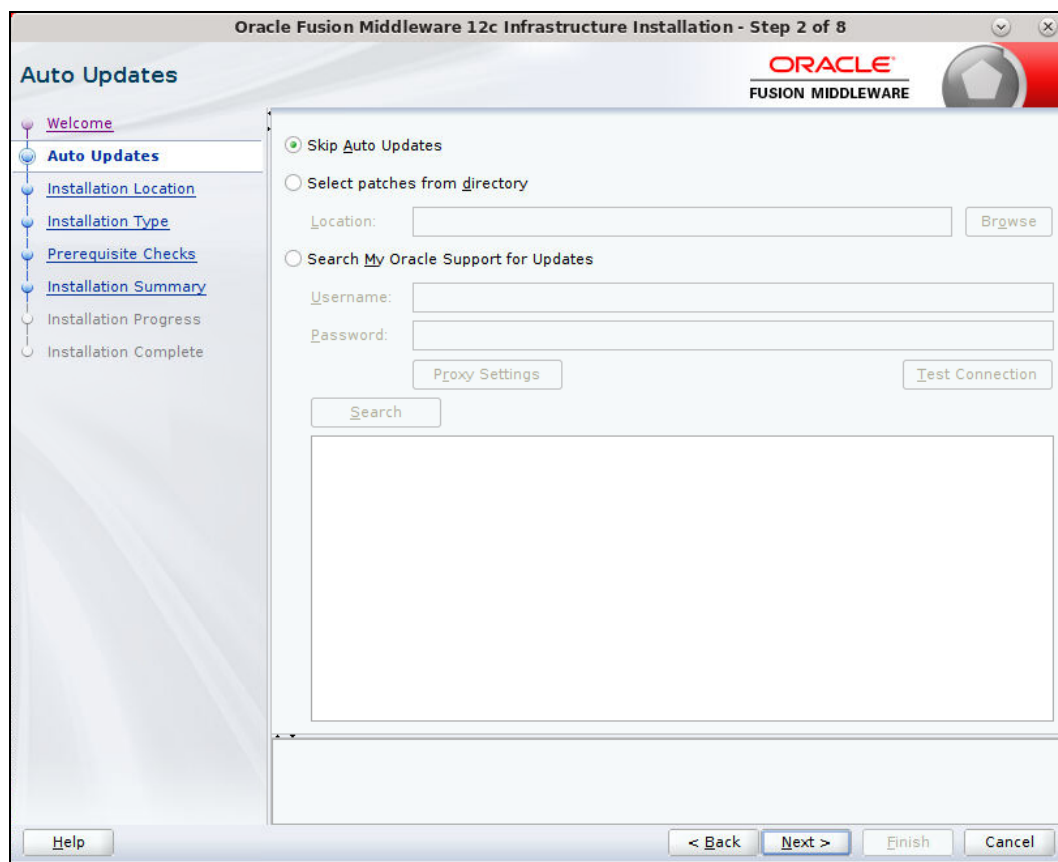 Oracle Fusion Middleware 12c Infrastructure Installation - Step 2 of 8
Auto Updates
ORACLE
FUSION MIDDLEWARE
Welcome
Auto Updates
Installation Location
Installation Type
Prerequisite Checks
Installation Summary
Installation Progress
Installation Complete
Skip Auto Updates
Select patches from directory
Location:
Browse
Search My Oracle Support for Updates
Username:
Password:
Proxy Settings
Test Connection
Search
Help
< Back
Next >
Finish
Cancel